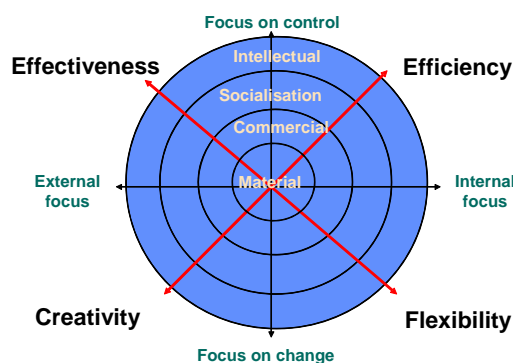 Focus on control
Effectiveness
Intellectual
Efficiency
Socialisation
Commercial
External
focus
Material
Internal
focus
Creativity
Flexibility
Focus on change